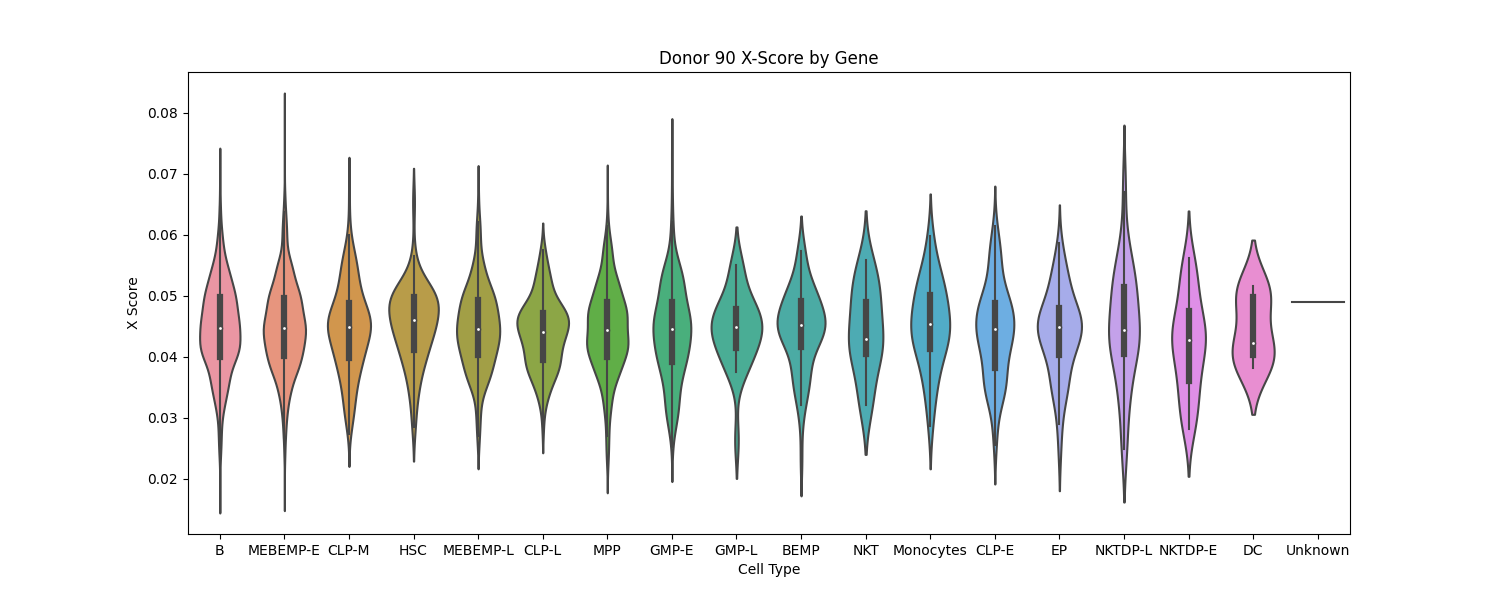 Donor 90 X-Score by Gene
X Score
0.08
0.07
0.06
0.05
0.04
0.03
0.02
B MEBEMP-E CLP-M HSC MEBEMP-L CLP-L MPP GMP-E GMP-L BEMP NKT Monocytes CLP-E EP NKTDP-L NKTDP-E DC Unknown
Cell Type